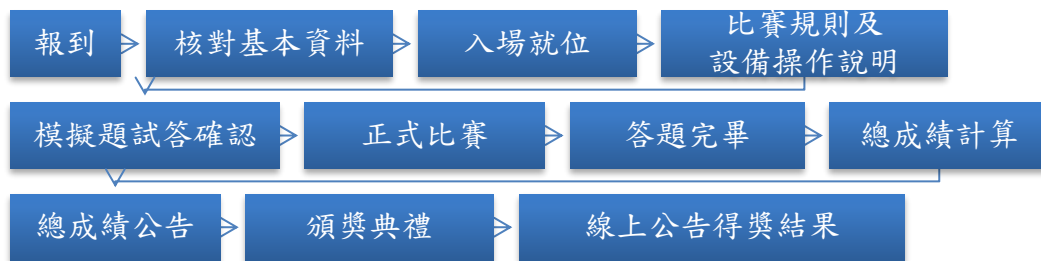 報到
核對基本資料
入場就位
比賽規則及
設備操作說明
模擬題試答確認
正式比賽
答題完畢
總成績計算
總成績公告
頒獎典禮
線上公告得獎結果